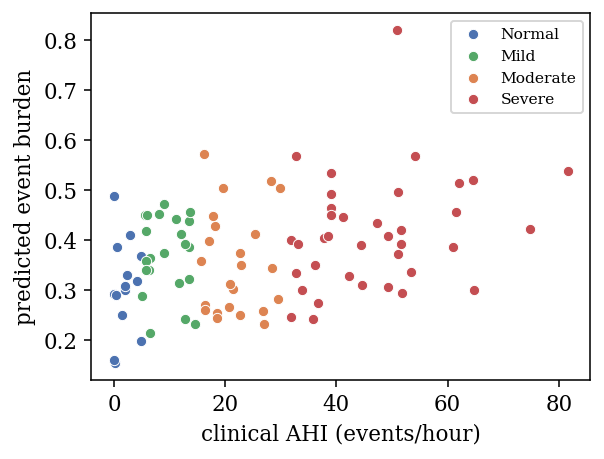 0.8
0.7
0.6
0.5
0.4
0.3
0.2
predicted event burden
0
20
40
60
80
clinical AHI (events/hour)
Normal
Mild
Moderate
Severe